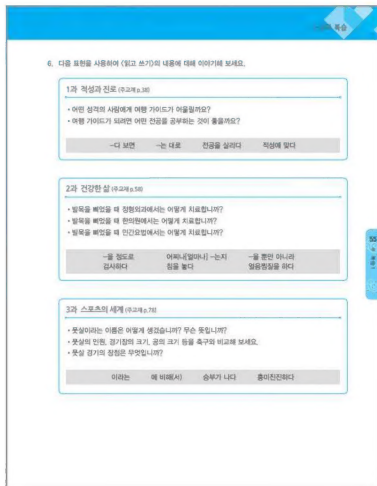 복습
6. 다음 표현을 사용하여 <읽고 쓰기>의 내용에 대해 이야기해 보세요.
1과 적성과 진로 (주교재 p.38)
• 어떤 성격의 사람에게 여행 가이드가 어울릴까요?
• 여행 가이드가 되려면 어떤 전공을 공부하는 것이 좋을까요?
-다 보면 -는 대로 전공을 살리다 적성에 맞다
2과 건강한 삶 (주교재 p.58)
• 발목을 삐었을 때 정형외과에서는 어떻게 치료합니까?
• 발목을 삐었을 때 한의원에서는 어떻게 치료합니까?
• 발목을 삐었을 때 민간요법에서는 어떻게 치료합니까?
-을 정도로 어찌나[얼마나] -는지 -을 뿐만 아니라
검사하다 침을 놓다 얼음찜질을 하다
55
복습 1
3과 스포츠의 세계 (주교재 p.78)
• 풋살이라는 이름은 어떻게 생겼습니까? 무슨 뜻입니까?
• 풋살의 인원, 경기장의 크기, 공의 크기 등을 축구와 비교해 보세요.
• 풋살 경기의 장점은 무엇입니까?
이라는 에 비해(서) 승부가 나다 흥미진진하다